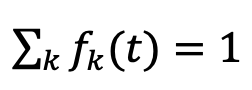 ∑ₖ fₖ(t) = 1